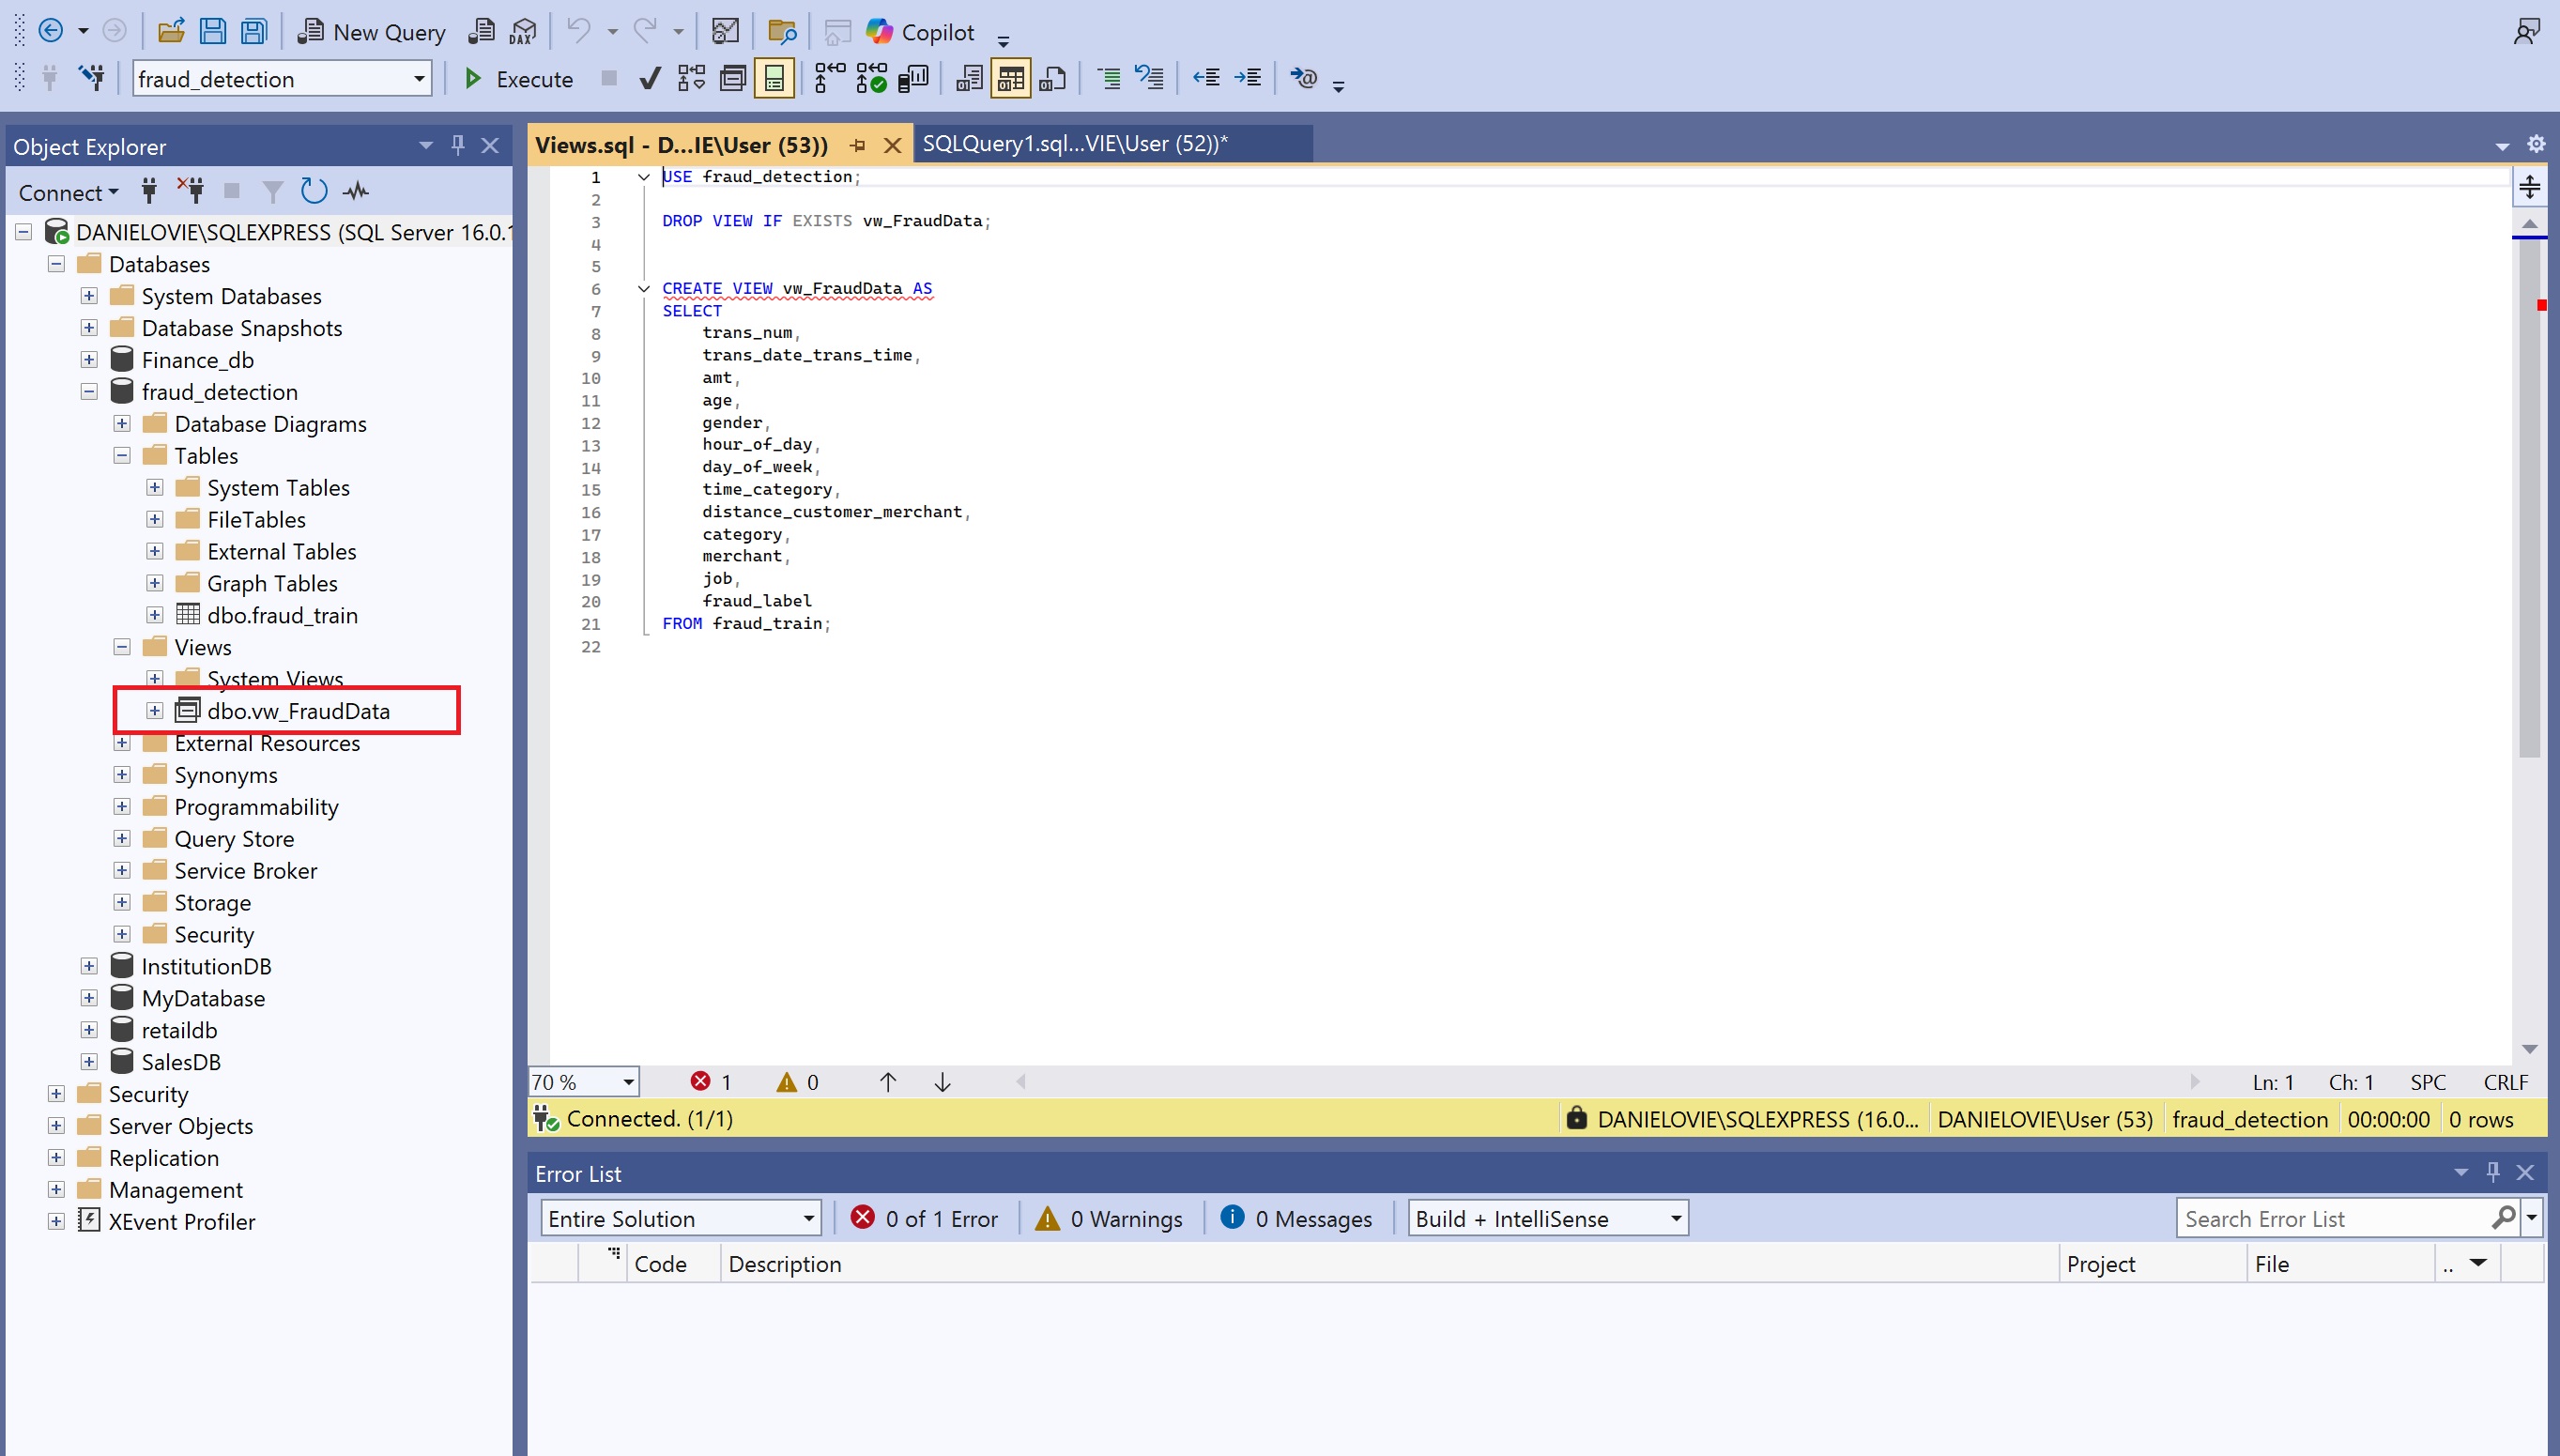 New Query
DAX
Copilot
fraud_detection
Execute
Object Explorer
Connect
DANIELOVIE\SQLEXPRESS (SQL Server 16.0.1
Databases
System Databases
Database Snapshots
Finance_db
fraud_detection
Database Diagrams
Tables
System Tables
FileTables
External Tables
Graph Tables
dbo.fraud_train
Views
System Views
dbo.vw_FraudData
External Resources
Synonyms
Programmability
Query Store
Service Broker
Storage
Security
InstitutionDB
MyDatabase
retaildb
SalesDB
Security
Server Objects
Replication
Management
XEvent Profiler
Views.sql - D...IE\User (53))
SQLQuery1.sql...VIE\User (52))*
1 USE fraud_detection;
2
3 DROP VIEW IF EXISTS vw_FraudData;
4
5
6 CREATE VIEW vw_FraudData AS
7 SELECT
8 trans_num,
9 trans_date_trans_time,
10 amt,
11 age,
12 gender,
13 hour_of_day,
14 day_of_week,
15 time_category,
16 distance_customer_merchant,
17 category,
18 merchant,
19 job,
20 fraud_label
21 FROM fraud_train;
22
70 % 1 0 Ln: 1 Ch: 1 SPC CRLF
Connected. (1/1) DANIELOVIE\SQLEXPRESS (16.0... DANIELOVIE\User (53) fraud_detection 00:00:00 0 rows
Error List
Entire Solution 0 of 1 Error 0 Warnings 0 Messages Build + IntelliSense Search Error List
Code Description Project File ..